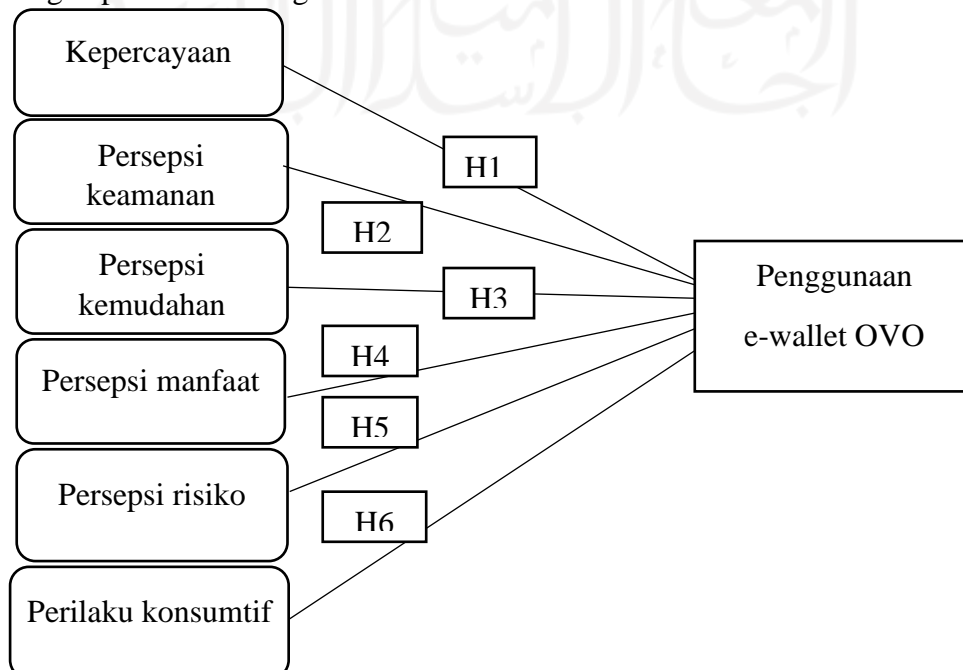 Kepercayaan
Persepsi
keamanan
Persepsi
kemudahan
Persepsi manfaat
Persepsi risiko
Perilaku konsumtif
H1
H2
H3
H4
H5
H6
Penggunaan
e-wallet OVO